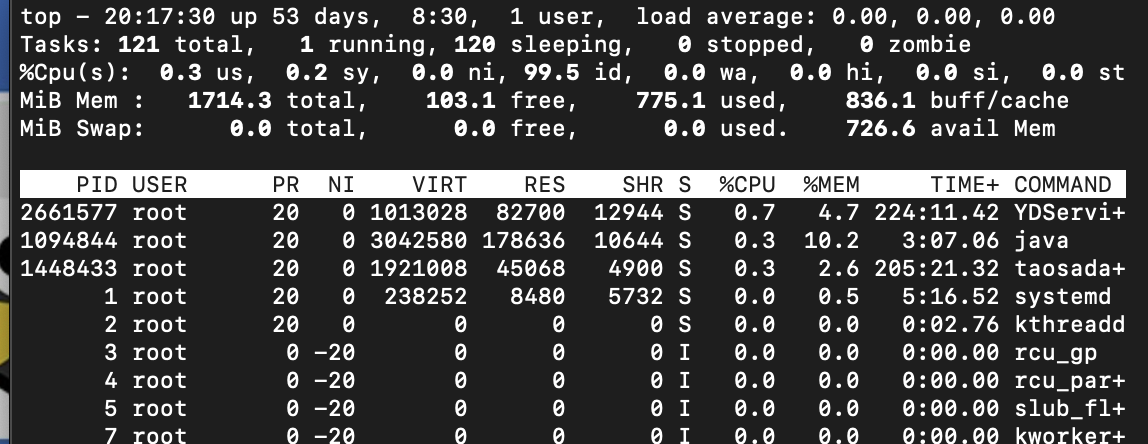 top - 20:17:30 up 53 days,  8:30,  1 user,  load average: 0.00, 0.00, 0.00
Tasks: 121 total,   1 running, 120 sleeping,   0 stopped,   0 zombie
%Cpu(s):  0.3 us,  0.2 sy,  0.0 ni, 99.5 id,  0.0 wa,  0.0 hi,  0.0 si,  0.0 st
MiB Mem :   1714.3 total,    103.1 free,    775.1 used,    836.1 buff/cache
MiB Swap:      0.0 total,      0.0 free,      0.0 used.    726.6 avail Mem
PID USER      PR  NI    VIRT    RES    SHR S  %CPU  %MEM     TIME+ COMMAND
2661577 root      20   0 1013028  82700  12944 S   0.7   4.7 224:11.42 YDServi+
1094844 root      20   0 3042580 178636  10644 S   0.3  10.2   3:07.06 java
1448433 root      20   0 1921008  45068   4900 S   0.3   2.6 205:21.32 taosada+
1 root      20   0  238252   8480   5732 S   0.0   0.5   5:16.52 systemd
2 root      20   0       0      0      0 S   0.0   0.0   0:02.76 kthreadd
3 root       0 -20       0      0      0 I   0.0   0.0   0:00.00 rcu_gp
4 root       0 -20       0      0      0 I   0.0   0.0   0:00.00 rcu_par+
5 root       0 -20       0      0      0 I   0.0   0.0   0:00.00 slub_fl+
7 root       0 -20       0      0      0 I   0.0   0.0   0:00.00 kworker+